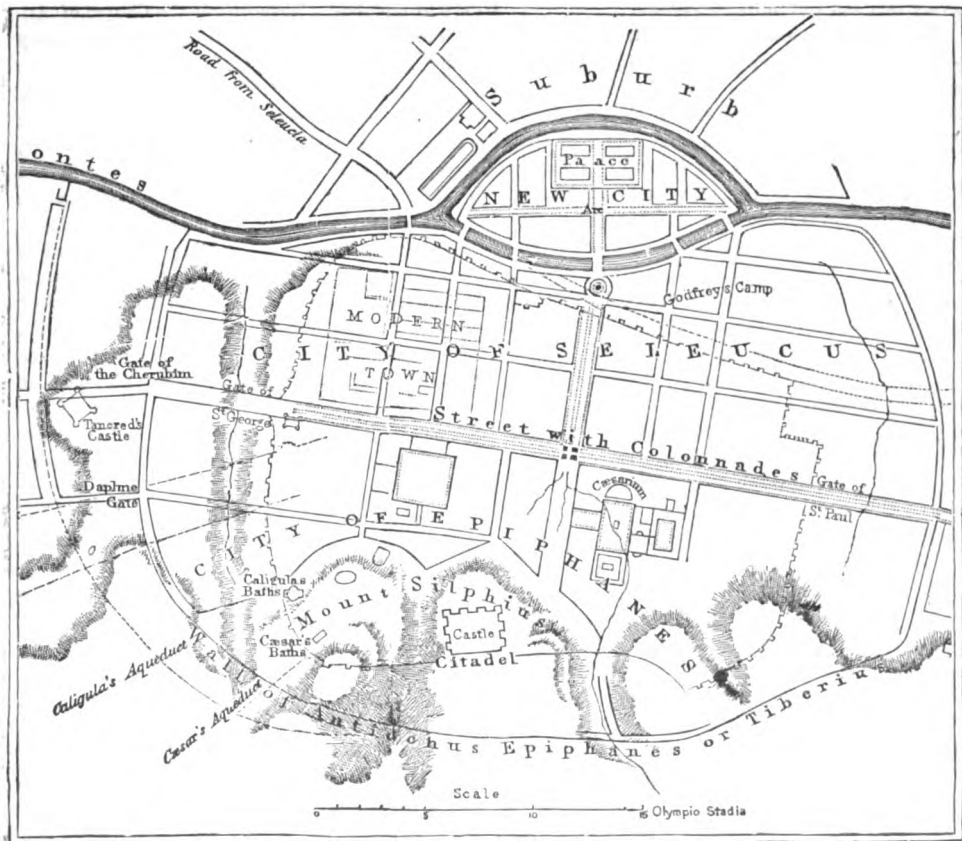 Road from Seleucia
Suburb
ontes
Palace
NEW CITY
Gate of
the Cherubim
Tancred's
Castle
MODERN
TOWN
Godfrey's Camp
CITY OF SELEUCUS
Gate of
St George
Street with Colonnades
Gate of
St Paul
Daphne
Gate
Cæsarium
CITY OF EPIPHANES
Caligula's
Baths
Mount Silphius
Castle
Cæsar's
Baths
Citadel
Caligula's Aqueduct
Cæsar's Aqueduct
Wall of Antiochus Epiphanes or Tiberius
Scale
0 5 10 15 Olympic Stadia